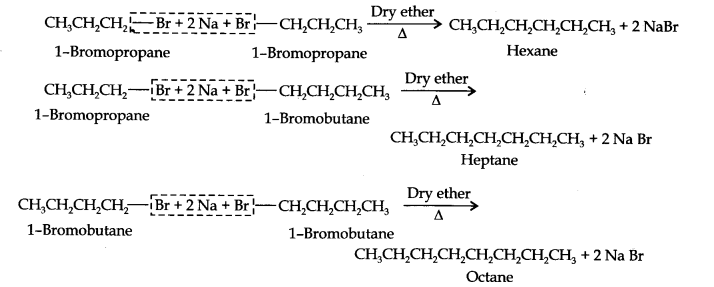 CH₃CH₂CH₂—Br + 2 Na + Br—CH₂CH₂CH₃ Dry ether Δ CH₃CH₂CH₂CH₂CH₂CH₃ + 2 NaBr
1-Bromopropane 1-Bromopropane Hexane
CH₃CH₂CH₂—Br + 2 Na + Br—CH₂CH₂CH₂CH₃ Dry ether Δ
1-Bromopropane 1-Bromobutane
CH₃CH₂CH₂CH₂CH₂CH₂CH₃ + 2 Na Br
Heptane
CH₃CH₂CH₂CH₂—Br + 2 Na + Br—CH₂CH₂CH₂CH₃ Dry ether Δ
1-Bromobutane 1-Bromobutane
CH₃CH₂CH₂CH₂CH₂CH₂CH₂CH₃ + 2 Na Br
Octane